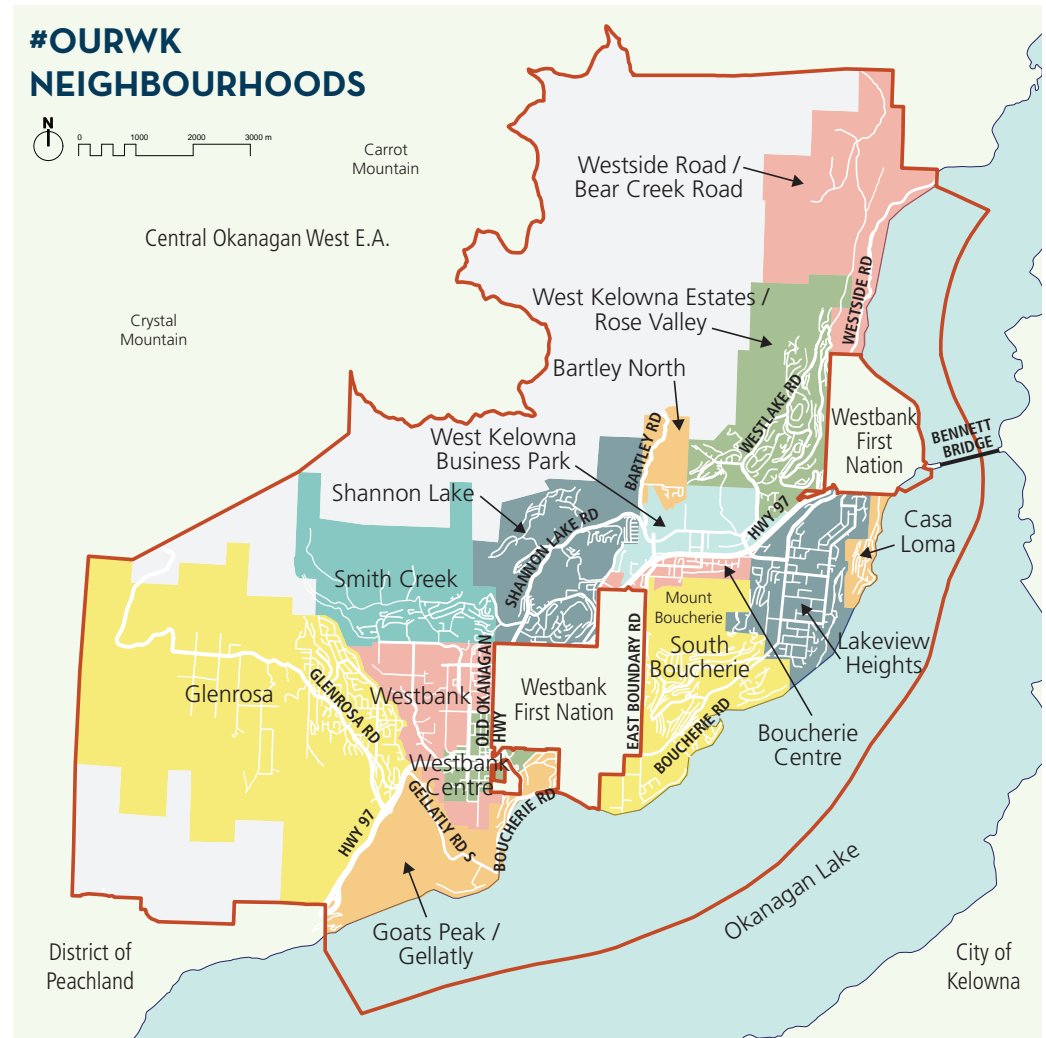 #OURWK
NEIGHBOURHOODS
N
0 1000 2000 3000 m
Carrot
Mountain
Central Okanagan West E.A.
Crystal
Mountain
Westside Road /
Bear Creek Road
WESTSIDE RD
West Kelowna Estates /
Rose Valley
Bartley North
WESTLAKE RD
BARTLEY RD
West Kelowna
Business Park
Westbank
First
Nation
BENNETT
BRIDGE
Shannon Lake
SHANNON LAKE RD
HWY 97
Casa
Loma
Smith Creek
Mount
Boucherie
South
Boucherie
Lakeview
Heights
Glenrosa
GLENROSA RD
Westbank
OLD OKANAGAN
HWY
Westbank
First Nation
EAST BOUNDARY RD
BOUCHERIE RD
Boucherie
Centre
Westbank
Centre
GELLATLY RD S
BOUCHERIE RD
HWY 97
Goats Peak /
Gellatly
Okanagan Lake
District of
Peachland
City of
Kelowna